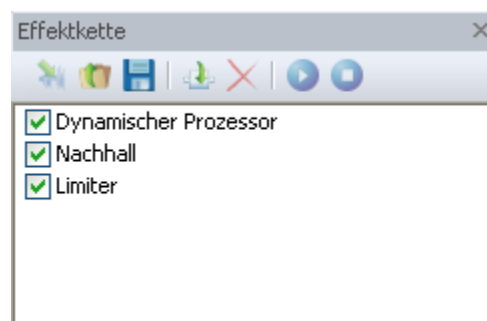 Effektkette
Dynamischer Prozessor
Nachhall
Limiter